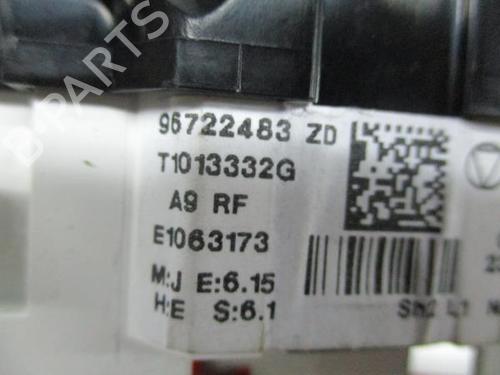 96722483 ZD
T1013332G
A9 RF
E1063173
M:J E:6.15
H:E S:6.1